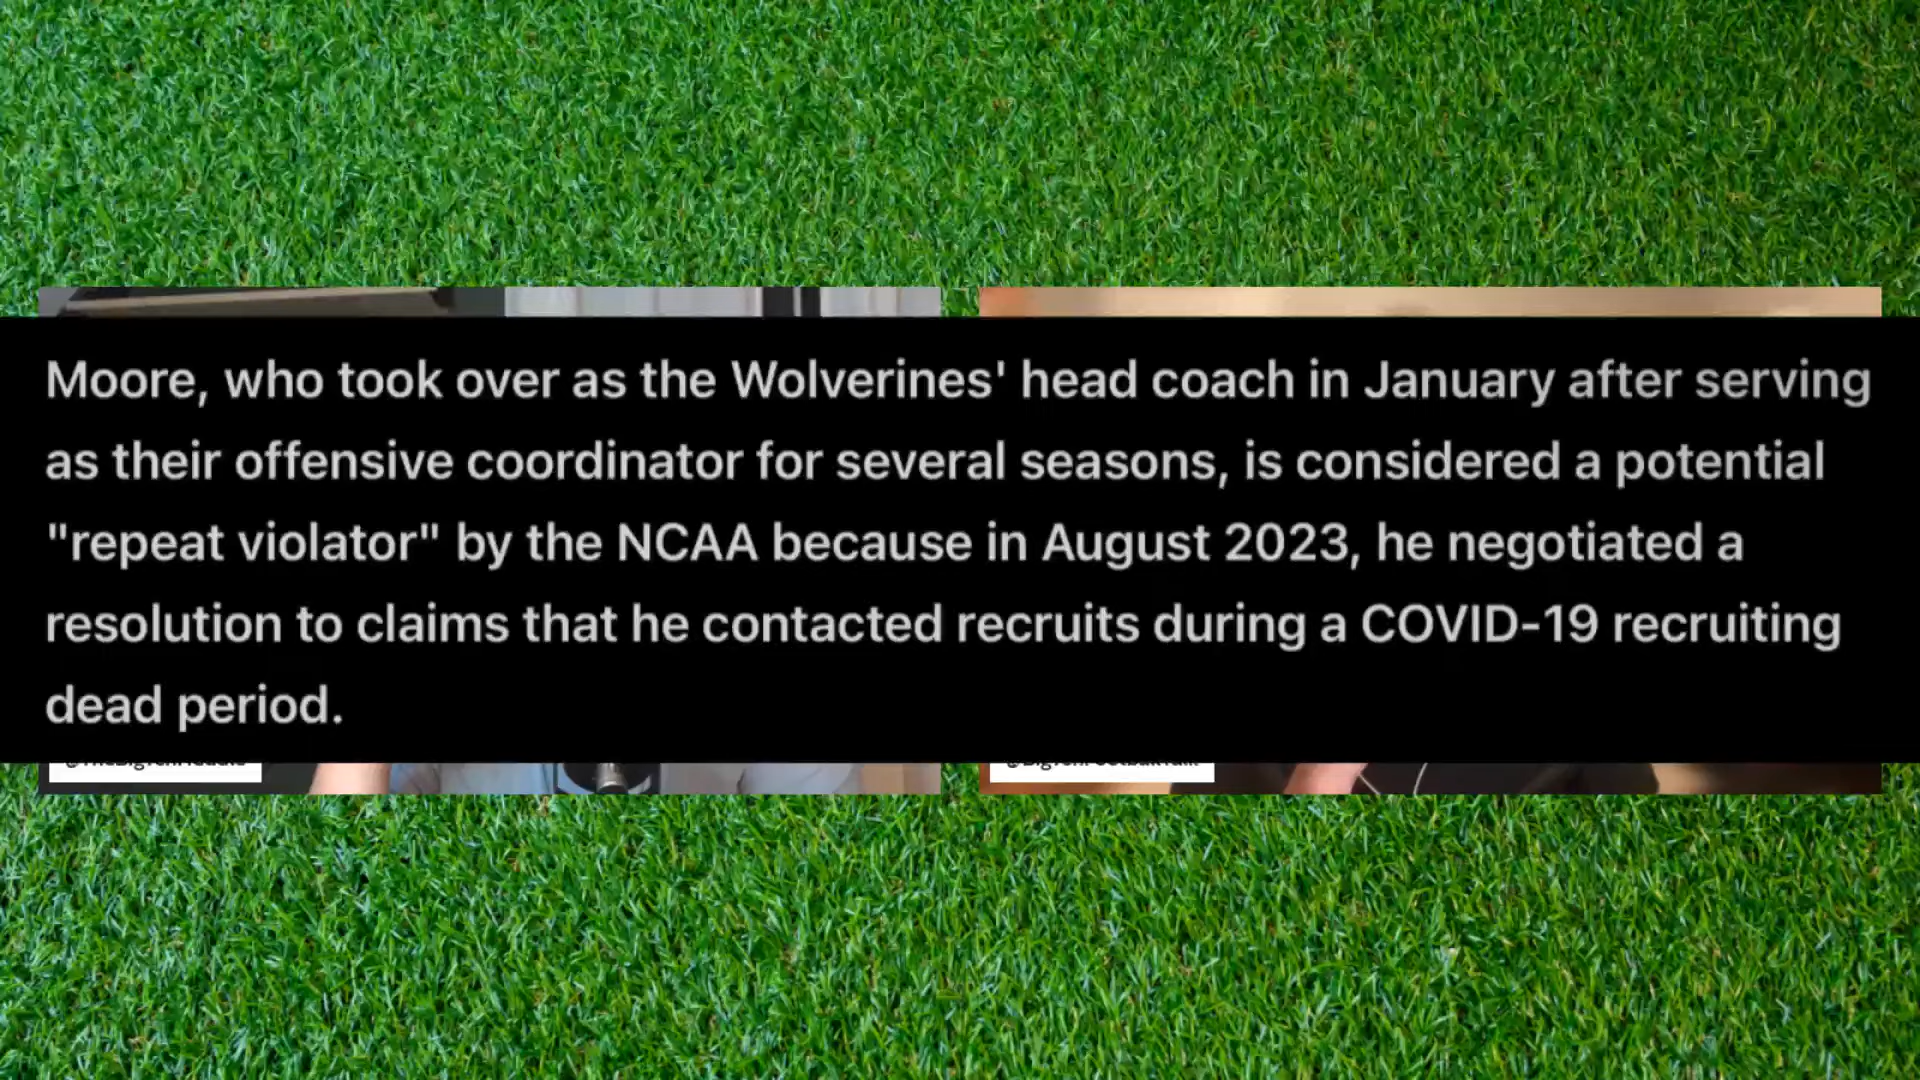 Moore, who took over as the Wolverines' head coach in January after serving
as their offensive coordinator for several seasons, is considered a potential
"repeat violator" by the NCAA because in August 2023, he negotiated a
resolution to claims that he contacted recruits during a COVID-19 recruiting
dead period.